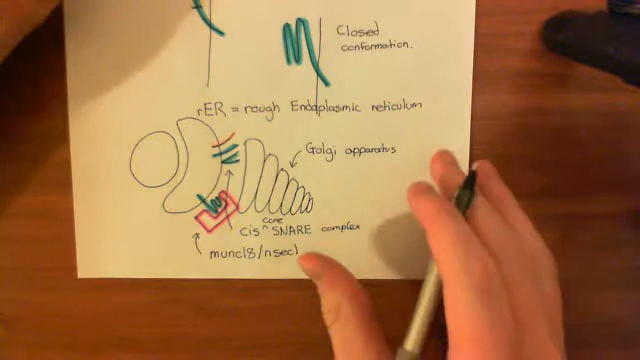 Closed
conformation.
rER = rough Endoplasmic reticulum
Golgi apparatus
core
cis ^ SNARE complex
munc18/nsec1